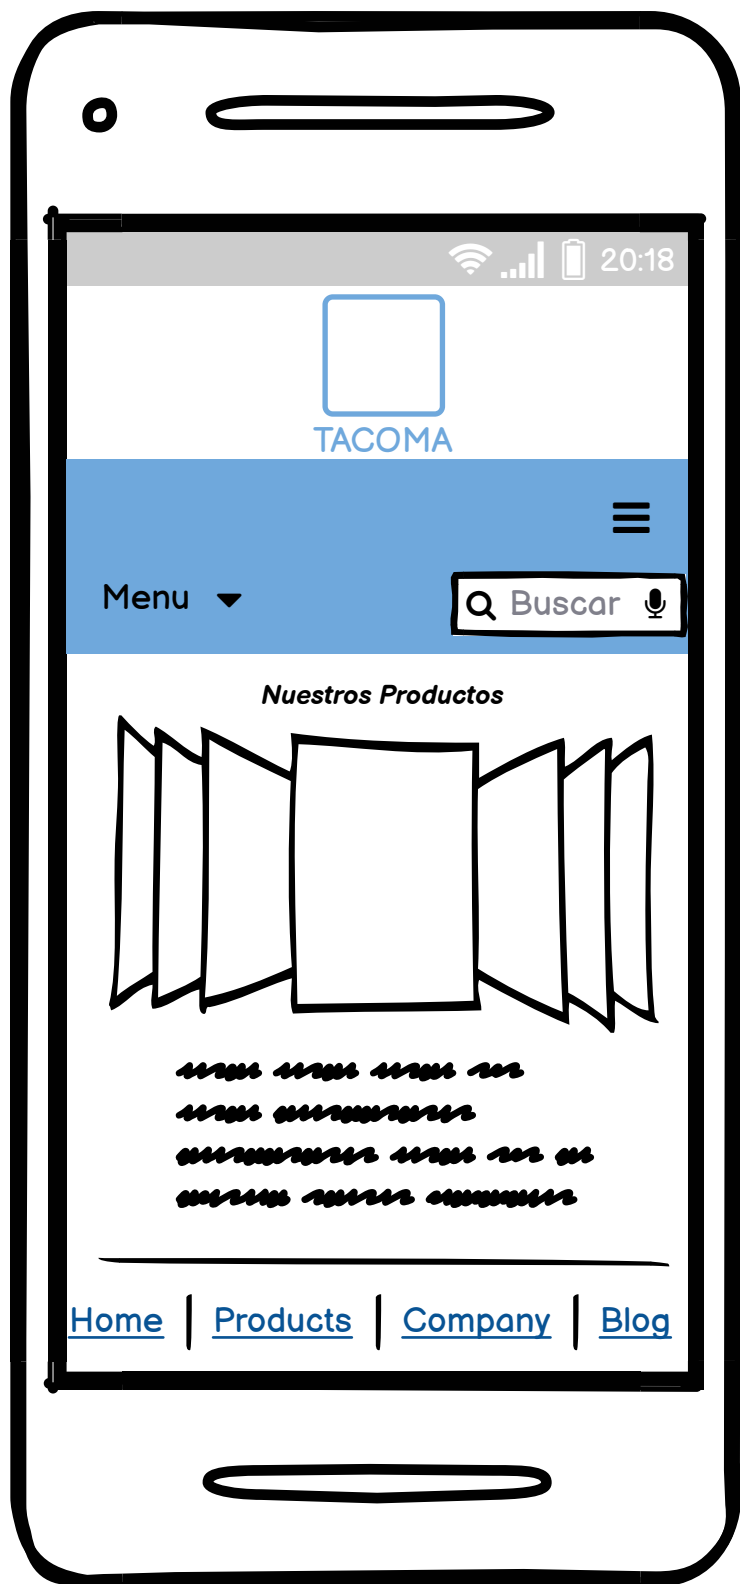 20:18
TACOMA
Menu
Buscar
Nuestros Productos
Home | Products | Company | Blog